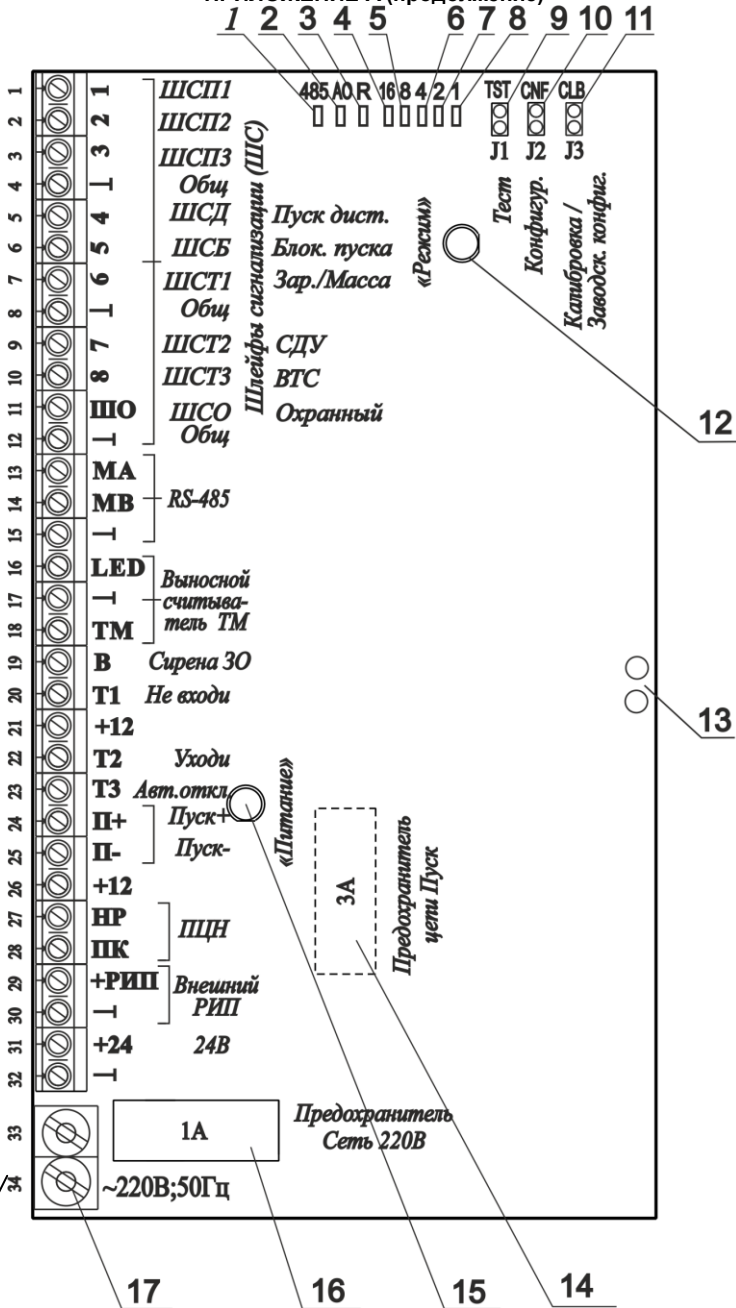 1 2 3 4 5 6 7 8 9 10 11
485 A0 R 16 8 4 2 1 TST CNF CLB
J1 J2 J3
Тест
Конфигур.
Калибровка /
Заводск. конфиг.
«Режим»
Шлейфы сигнализации (ШС)
1 1 ШСП1
2 2 ШСП2
3 3 ШСП3
4 ⊥ Общ
5 4 ШСД Пуск дист.
6 5 ШСБ Блок. пуска
7 6 ШСТ1 Зар./Масса
8 ⊥ Общ
9 7 ШСТ2 СДУ
10 8 ШСТ3 ВТС
11 ШО ШСО Охранный
12 ⊥ Общ
12
13 МА
14 МВ RS-485
15 ⊥
16 LED Выносной
17 ⊥ считыва-
18 ТМ тель ТМ
19 В Сирена ЗО
20 Т1 Не входи
13
21 +12
22 Т2 Уходи
23 Т3 Авт.откл.
24 П+ Пуск+
25 П- Пуск-
26 +12
«Питание»
3А
Предохранитель
цепи Пуск
27 НР ПЦН
28 ПК
29 +РИП Внешний
30 ⊥ РИП
31 +24 24В
32 ⊥
33 1А Предохранитель
Сеть 220В
34 ~220В;50Гц
17 16 15 14